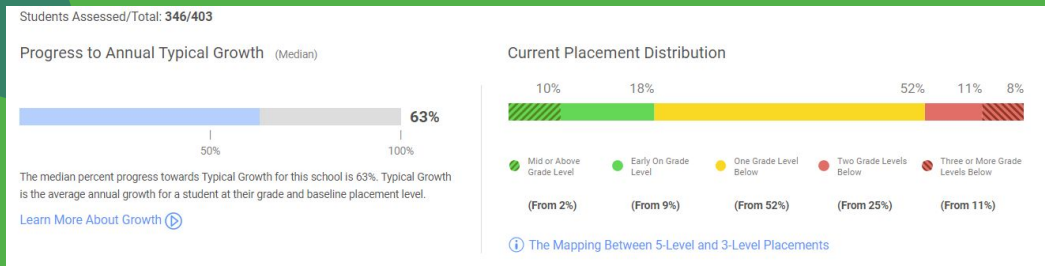 Students Assessed/Total: 346/403
Progress to Annual Typical Growth (Median)
63%
50%
100%
The median percent progress towards Typical Growth for this school is 63%. Typical Growth
is the average annual growth for a student at their grade and baseline placement level.
Learn More About Growth
Current Placement Distribution
10% 18% 52% 11% 8%
Mid or Above
Grade Level
(From 2%)
Early On Grade
Level
(From 9%)
One Grade Level
Below
(From 52%)
Two Grade Levels
Below
(From 25%)
Three or More Grade
Levels Below
(From 11%)
The Mapping Between 5-Level and 3-Level Placements